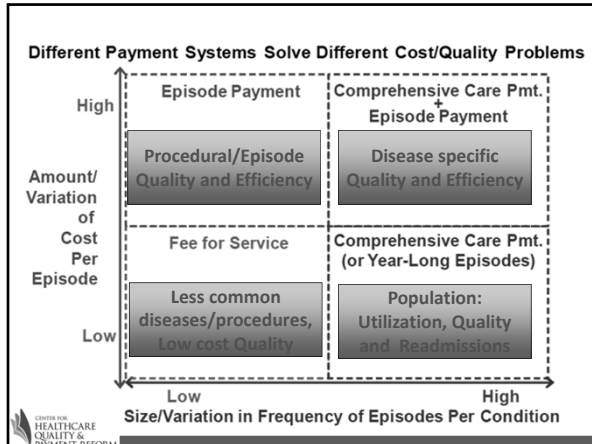 Different Payment Systems Solve Different Cost/Quality Problems
High
Amount/
Variation
of
Cost
Per
Episode
Low
Episode Payment
Procedural/Episode
Quality and Efficiency
Comprehensive Care Pmt.
+
Episode Payment
Disease specific
Quality and Efficiency
Fee for Service
Less common
diseases/procedures,
Low cost Quality
Comprehensive Care Pmt.
(or Year-Long Episodes)
Population:
Utilization, Quality
and Readmissions
Low
High
Size/Variation in Frequency of Episodes Per Condition
CENTER FOR
HEALTHCARE
QUALITY &
PAYMENT REFORM